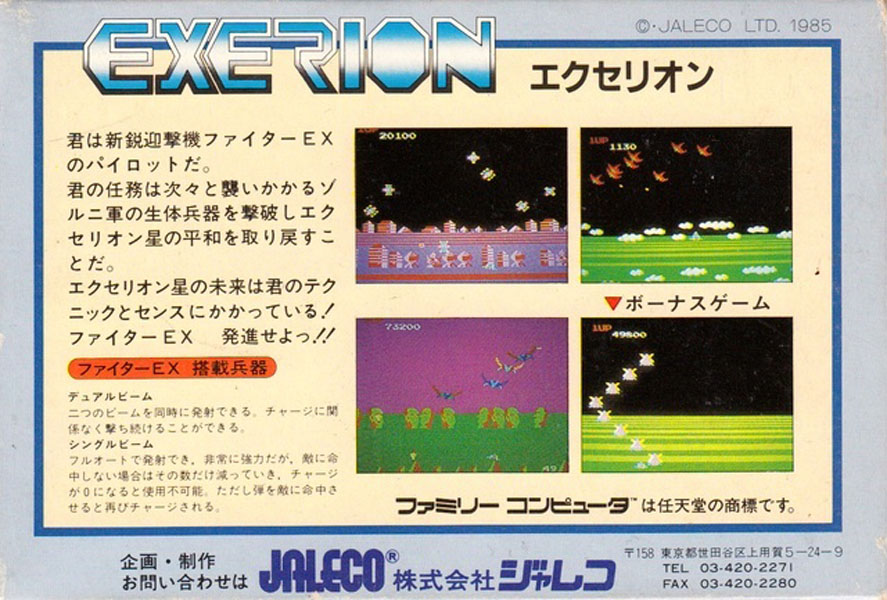 EXERION エクセリオン
©·JALECO LTD. 1985
君は新鋭迎撃機ファイターEX
のパイロットだ。
君の任務は次々と襲いかかるゾ
ルニ軍の生体兵器を撃破しエク
セリオン星の平和を取り戻すこ
とだ。
エクセリオン星の未来は君のテク
ニックとセンスにかかっている!
ファイターEX 発進せよっ!!
ファイターEX 搭載兵器
デュアルビーム
二つのビームを同時に発射できる。チャージに関
係なく撃ち続けることができる。
シングルビーム
フルオートで発射でき、非常に強力だが、敵に命
中しない場合はその数だけ減っていき、チャージ
が0になると使用不可能。ただし弾を敵に命中さ
せると再びチャージされる。
1UP
20100
1UP
1130
▼ボーナスゲーム
73200
49
1UP
49800
ファミリー コンピュータ™は任天堂の商標です。
企画・制作
お問い合わせは
JALECO® 株式会社ジャレコ
〒158 東京都世田谷区上用賀5-24-9
TEL 03-420-2271
FAX 03-420-2280